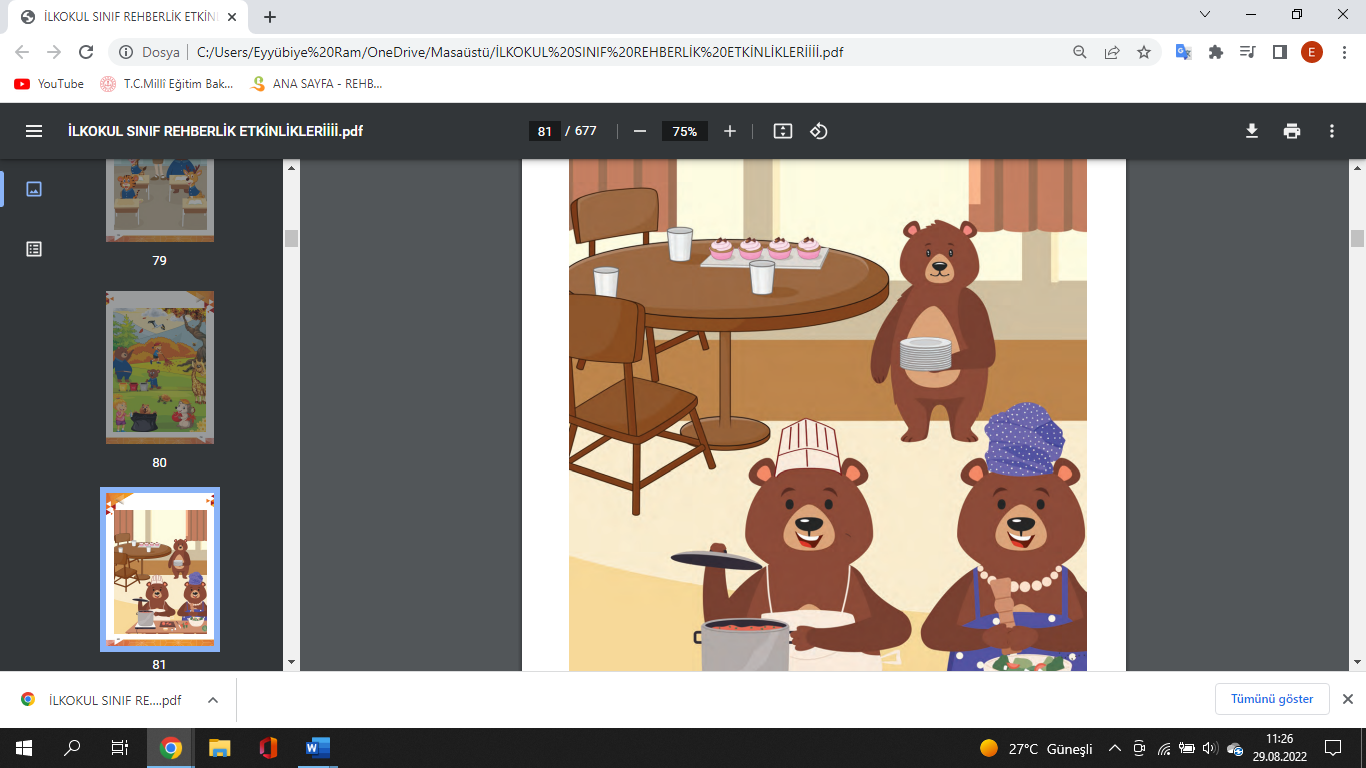 İLKOKUL SINIF REHBERLİK ETKİNL
Dosya
C:/Users/Eyyübiye%20Ram/OneDrive/Masaüstü/İLKOKUL%20SINIF%20REHBERLİK%20ETKİNLİKLERİİİİ.pdf
E
YouTube
T.C.Millî Eğitim Bak...
ANA SAYFA - REHB...
İLKOKUL SINIF REHBERLİK ETKİNLİKLERİİİİ.pdf
81 / 677
75%
79
80
81
İLKOKUL SINIF RE....pdf
Tümünü göster
27°C Güneşli
11:26
29.08.2022